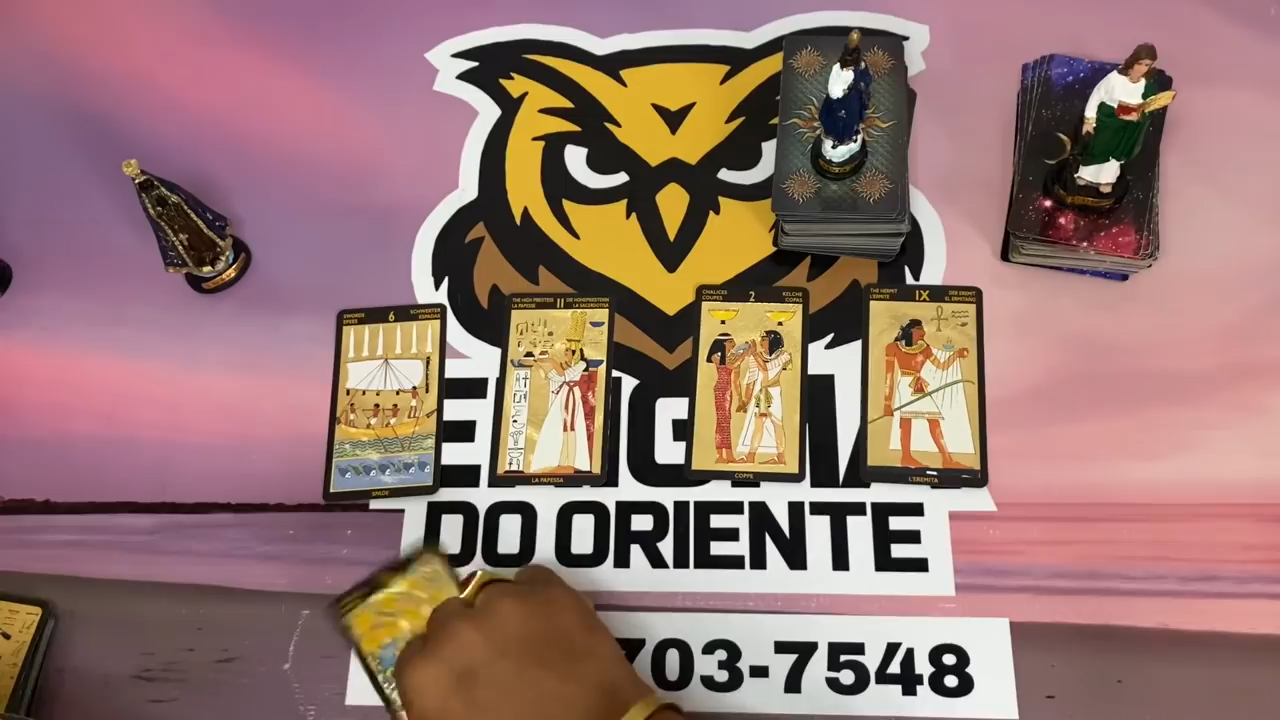 SWORDS
EPEES
6
SCHWERTER
ESPADAS
SPADE
THE HIGH PRIESTESS
LA PAPESSE
II
DIE HOHEPRIESTERIN
LA SACERDOTISA
LA PAPESSA
CHALICES
COUPES
2
KELCHE
COPAS
COPPE
THE HERMIT
L'ERMITE
IX
DER EREMIT
EL ERMITAÑO
L'EREMITA
DO ORIENTE
703-7548